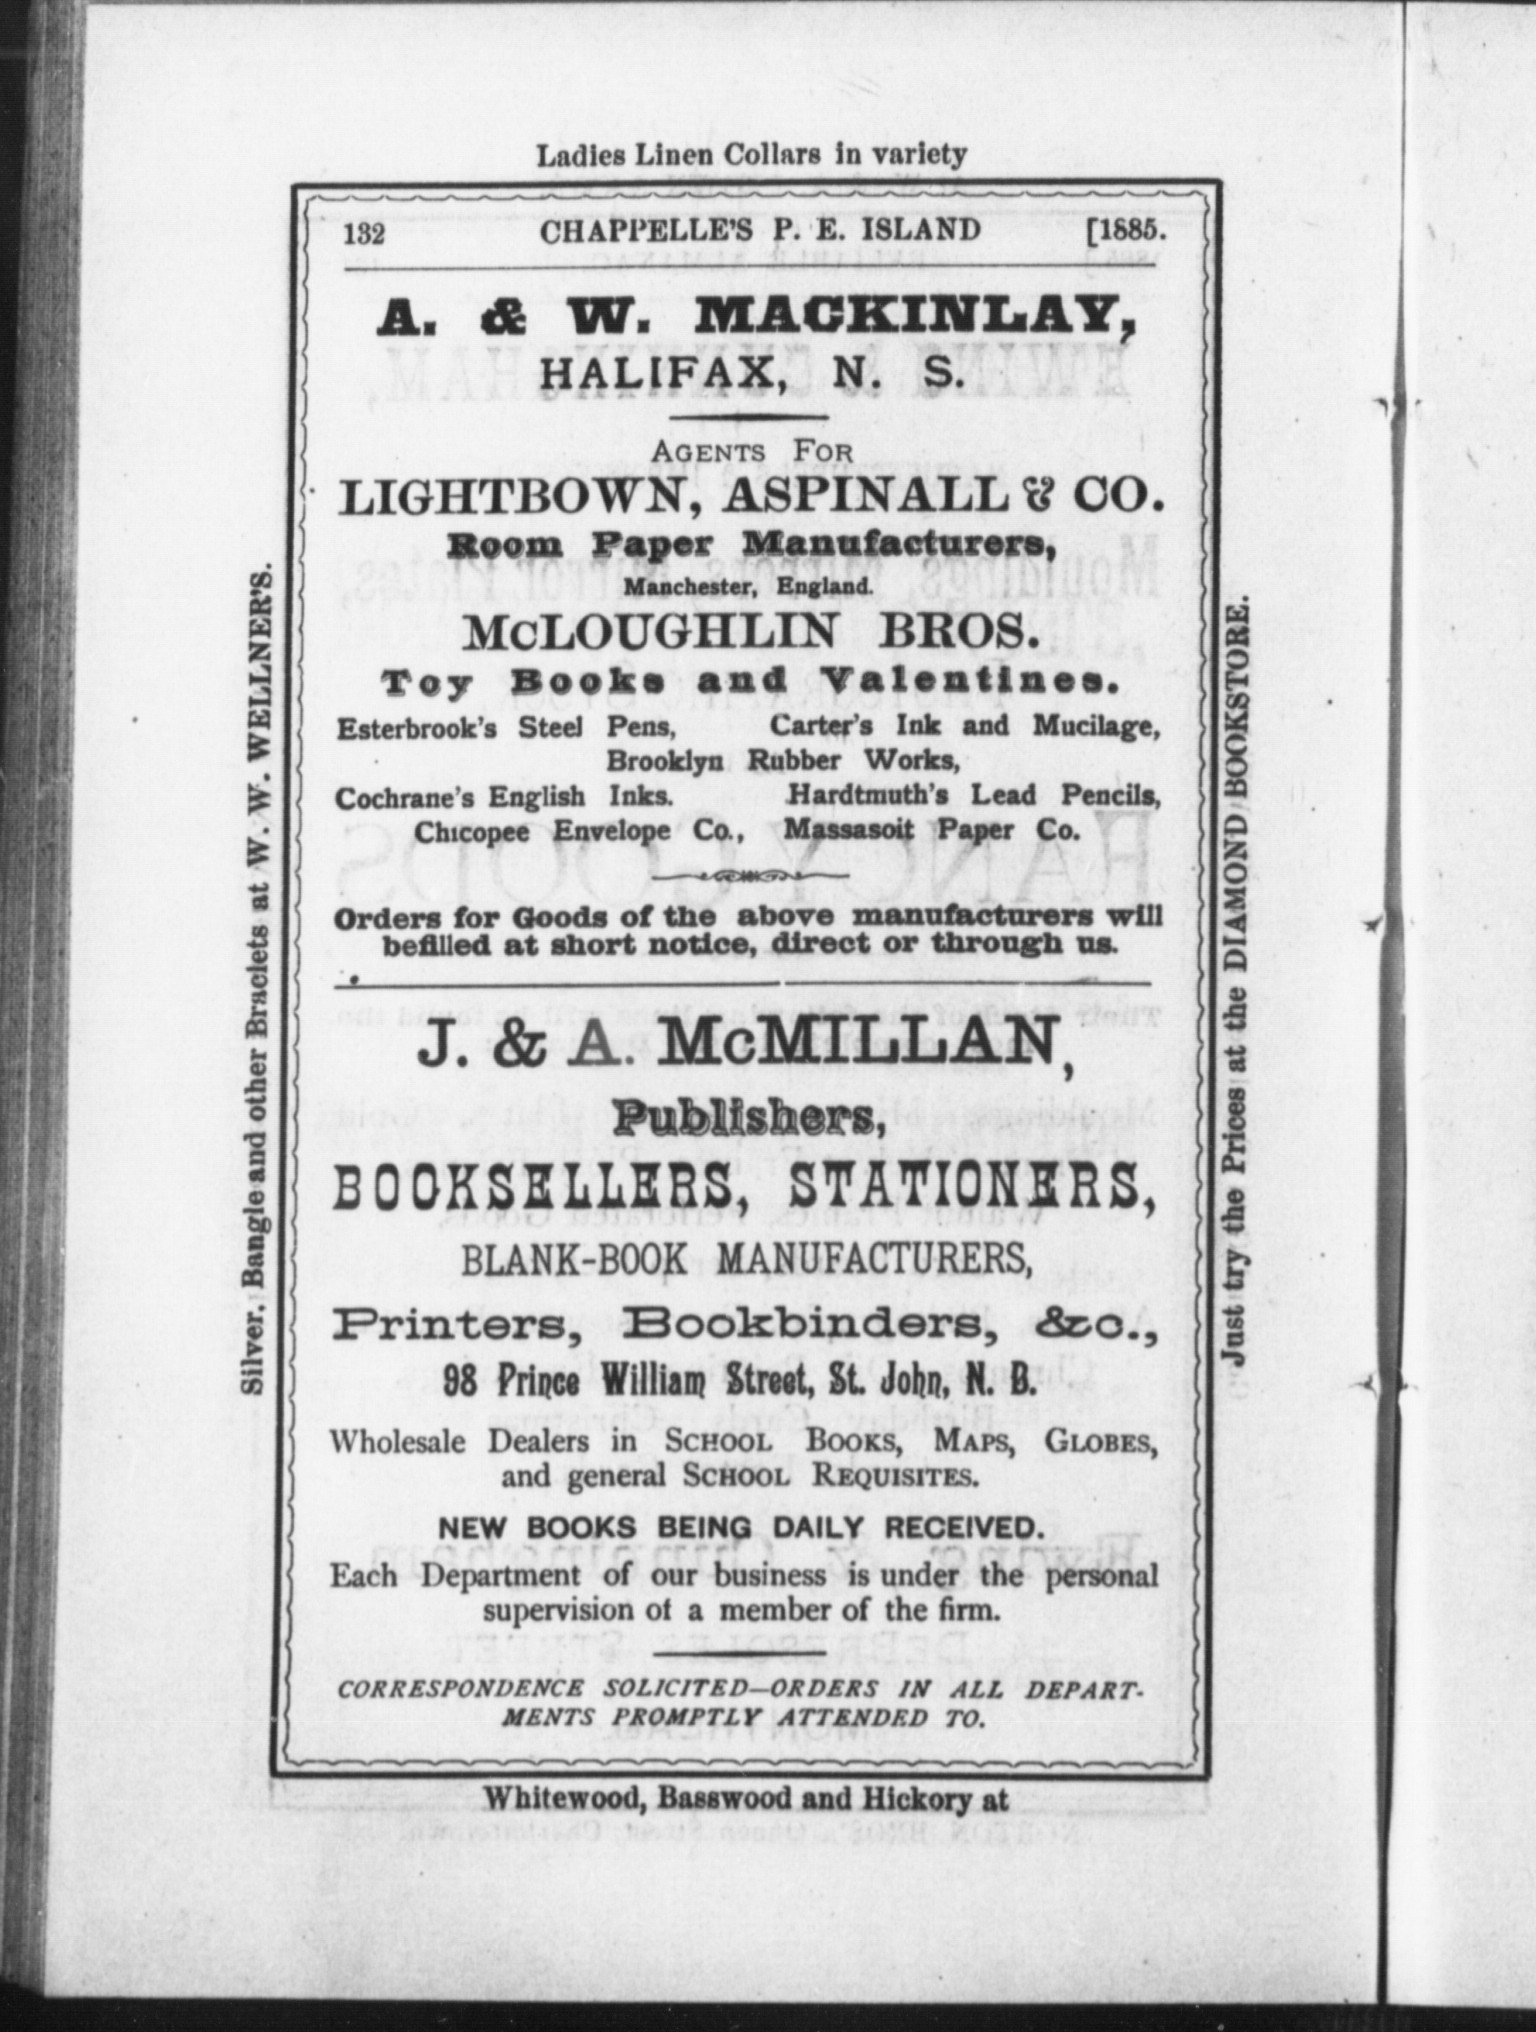 Ladies Linen Collars in variety
132 CHAPPELLE'S P. E. ISLAND [1885.
A. & W. MACKINLAY,
HALIFAX, N. S.
AGENTS FOR
LIGHTBOWN, ASPINALL & CO.
Room Paper Manufacturers,
Manchester, England.
McLOUGHLIN BROS.
Toy Books and Valentines.
Esterbrook's Steel Pens, Carter's Ink and Mucilage,
Brooklyn Rubber Works,
Cochrane's English Inks. Hardtmuth's Lead Pencils,
Chicopee Envelope Co., Massasoit Paper Co.
Orders for Goods of the above manufacturers will
befilled at short notice, direct or through us.
J. & A. McMILLAN,
Publishers,
BOOKSELLERS, STATIONERS,
BLANK-BOOK MANUFACTURERS,
Printers, Bookbinders, &c.,
98 Prince William Street, St. John, N. B.
Wholesale Dealers in SCHOOL BOOKS, MAPS, GLOBES,
and general SCHOOL REQUISITES.
NEW BOOKS BEING DAILY RECEIVED.
Each Department of our business is under the personal
supervision of a member of the firm.
CORRESPONDENCE SOLICITED—ORDERS IN ALL DEPART-
MENTS PROMPTLY ATTENDED TO.
Whitewood, Basswood and Hickory at
Silver. Bangle and other Braclets at W. W. WELLNER'S.
Just try the Prices at the DIAMOND BOOKSTORE.